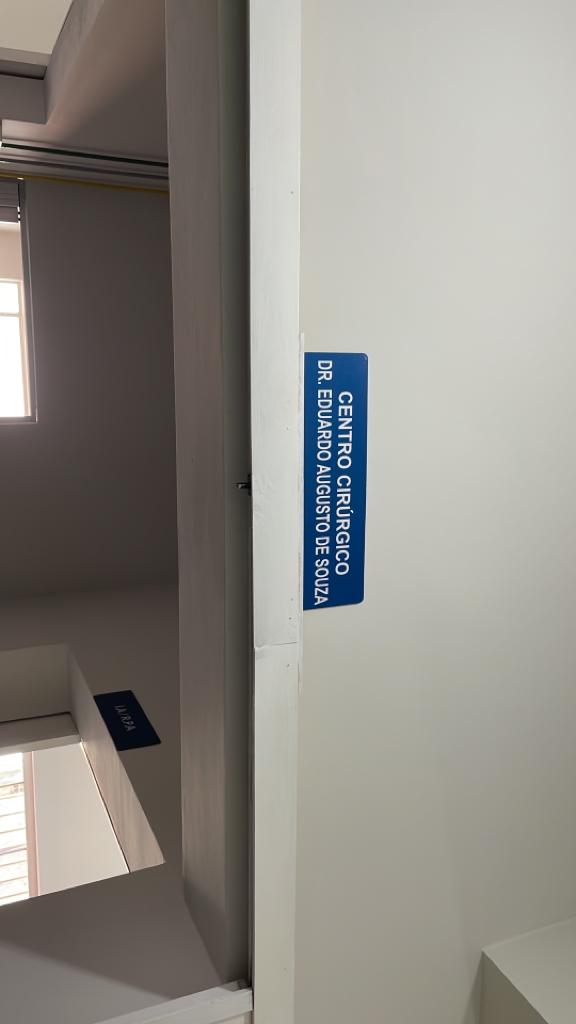 CENTRO CIRÚRGICO
DR. EDUARDO AUGUSTO DE SOUZA